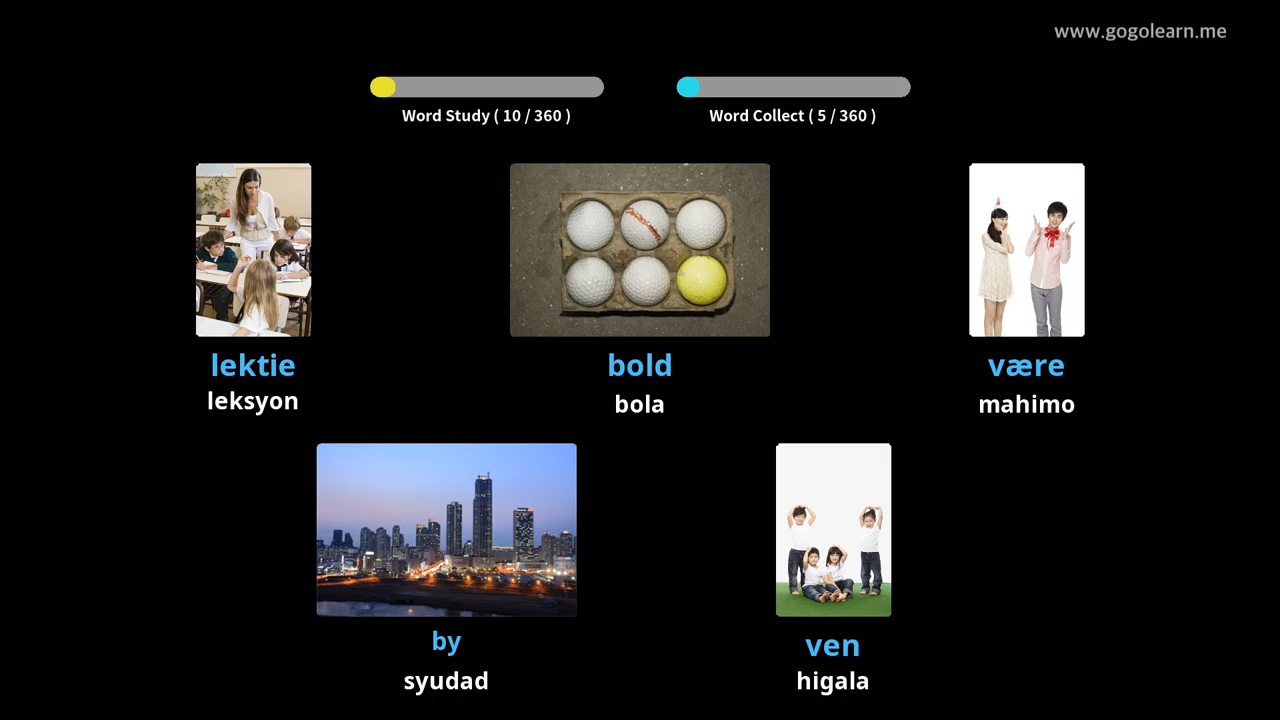 www.gogolearn.me
Word Study ( 10 / 360 )
Word Collect ( 5 / 360 )
lektie
leksyon
bold
bola
være
mahimo
by
syudad
ven
higala